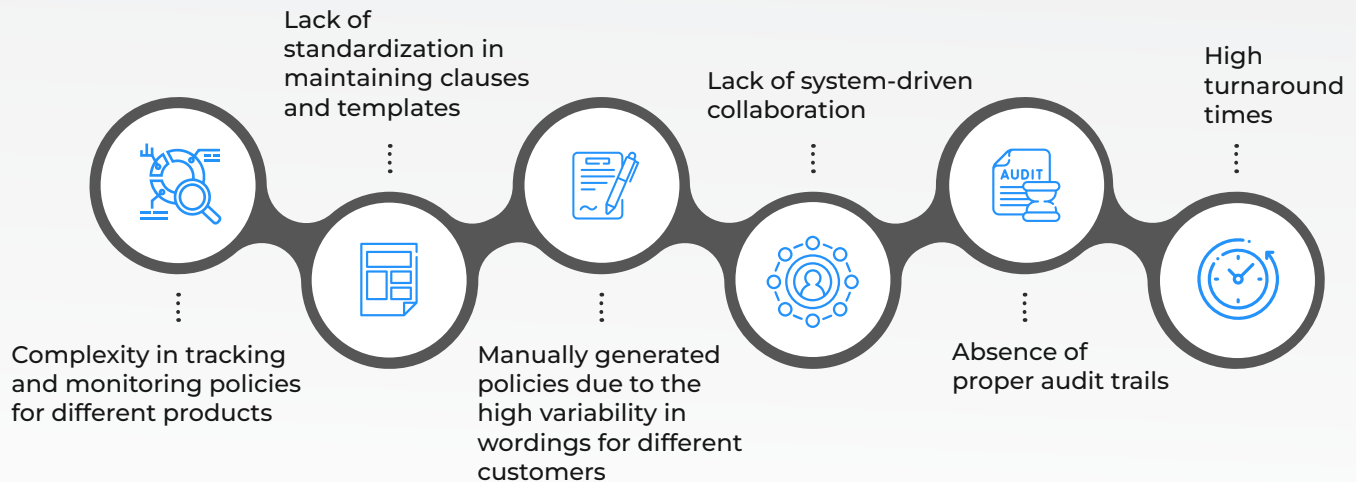 Complexity in tracking
and monitoring policies
for different products
Lack of
standardization in
maintaining clauses
and templates
Manually generated
policies due to the
high variability in
wordings for different
customers
Lack of system-driven
collaboration
AUDIT
Absence of
proper audit trails
High
turnaround
times